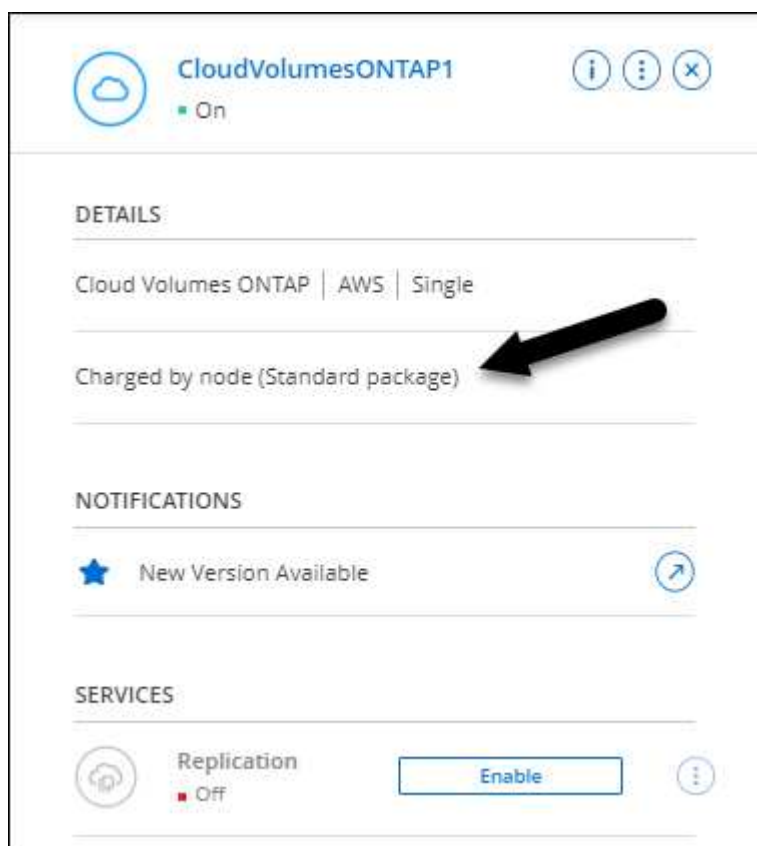 CloudVolumesONTAP1
On
DETAILS
Cloud Volumes ONTAP | AWS | Single
Charged by node (Standard package)
NOTIFICATIONS
New Version Available
SERVICES
Replication
Enable
Off